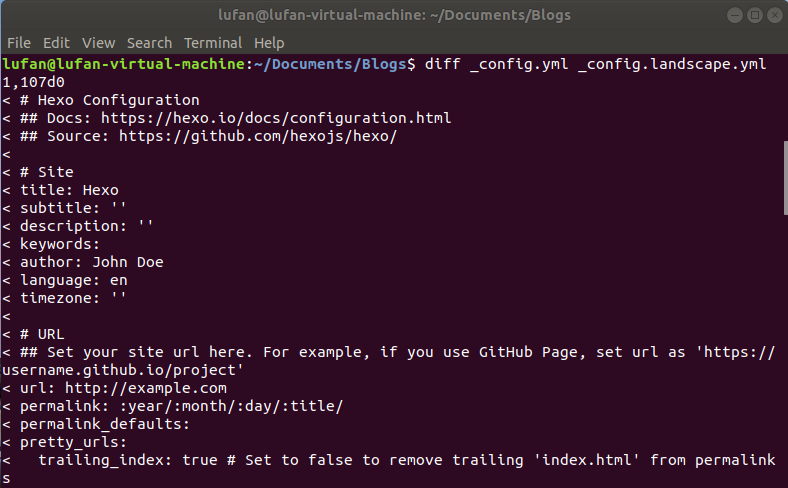 lufan@lufan-virtual-machine: ~/Documents/Blogs
File Edit View Search Terminal Help
lufan@lufan-virtual-machine:~/Documents/Blogs$ diff _config.yml _config.landscape.yml
1,107d0
< # Hexo Configuration
< ## Docs: https://hexo.io/docs/configuration.html
< ## Source: https://github.com/hexojs/hexo/
<
< # Site
< title: Hexo
< subtitle: ''
< description: ''
< keywords:
< author: John Doe
< language: en
< timezone: ''
<
< # URL
< ## Set your site url here. For example, if you use GitHub Page, set url as 'https://
username.github.io/project'
< url: http://example.com
< permalink: :year/:month/:day/:title/
< permalink_defaults:
< pretty_urls:
<   trailing_index: true # Set to false to remove trailing 'index.html' from permalink
s